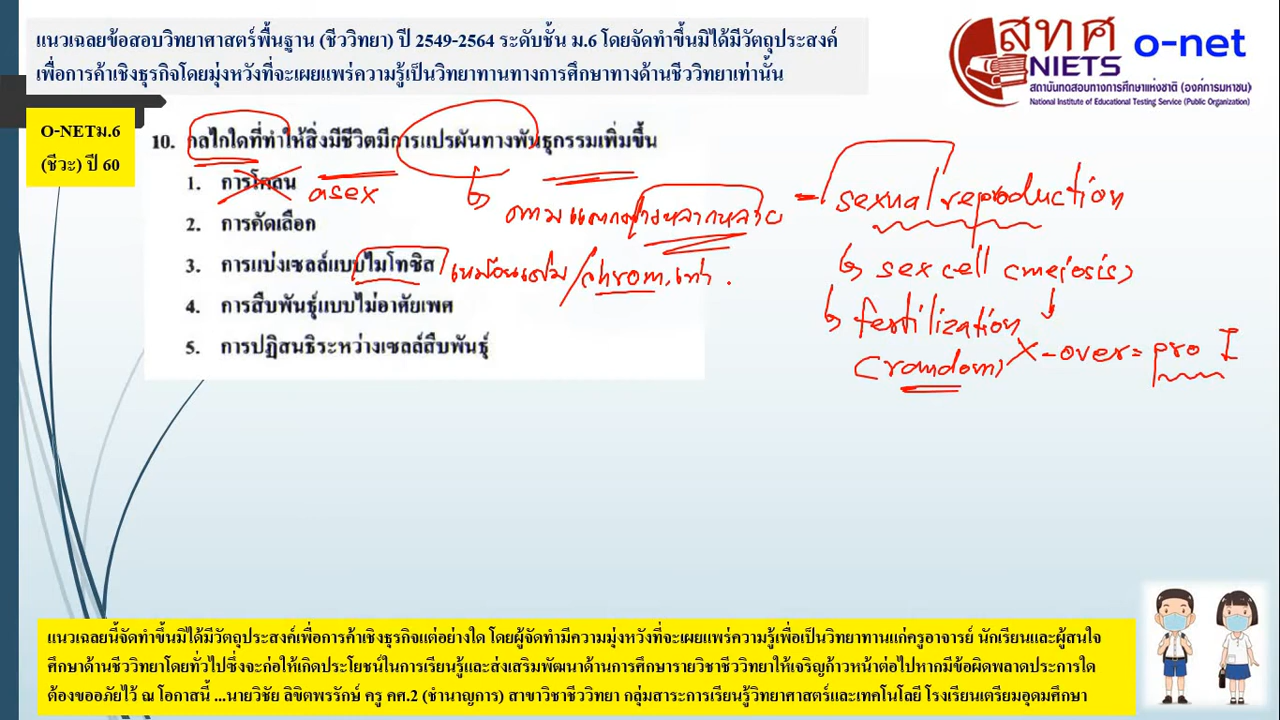 แนวเฉลยข้อสอบวิทยาศาสตร์พื้นฐาน (ชีววิทยา) ปี 2549-2564 ระดับชั้น ม.6 โดยจัดทำขึ้นมิได้มีวัตถุประสงค์
เพื่อการค้าเชิงธุรกิจโดยมุ่งหวังที่จะเผยแพร่ความรู้เป็นวิทยาทานทางการศึกษาทางด้านชีววิทยาเท่านั้น
สทศ
NIETS
o-net
สถาบันทดสอบทางการศึกษาแห่งชาติ (องค์การมหาชน)
National Institute of Educational Testing Service (Public Organization)
O-NETม.6
(ชีวะ) ปี 60
10. กลไกใดที่ทำให้สิ่งมีชีวิตมีการแปรผันทางพันธุกรรมเพิ่มขึ้น
1. การโคลน asex
2. การคัดเลือก
3. การแบ่งเซลล์แบบไมโทซิส เหมือนเดิม/chrom. เท่า.
4. การสืบพันธุ์แบบไม่อาศัยเพศ
5. การปฏิสนธิระหว่างเซลล์สืบพันธุ์
ความแตกต่างหลากหลาย
sexual reproduction
sex cell (meiosis)
fertilization
(random)
X-over = pro I
แนวเฉลยนี้จัดทำขึ้นมิได้มีวัตถุประสงค์เพื่อการค้าเชิงธุรกิจแต่อย่างใด โดยผู้จัดทำมีความมุ่งหวังที่จะเผยแพร่ความรู้เพื่อเป็นวิทยาทานแก่ครูอาจารย์ นักเรียนและผู้สนใจ
ศึกษาด้านชีววิทยาโดยทั่วไปซึ่งจะก่อให้เกิดประโยชน์ในการเรียนรู้และส่งเสริมพัฒนาด้านการศึกษารายวิชาชีววิทยาให้เจริญก้าวหน้าต่อไปหากมีข้อผิดพลาดประการใด
ต้องขออภัยไว้ ณ โอกาสนี้ ...นายวิชัย ลิขิตพรรักษ์ ครู คศ.2 (ชำนาญการ) สาขาวิชาชีววิทยา กลุ่มสาระการเรียนรู้วิทยาศาสตร์และเทคโนโลยี โรงเรียนเตรียมอุดมศึกษา